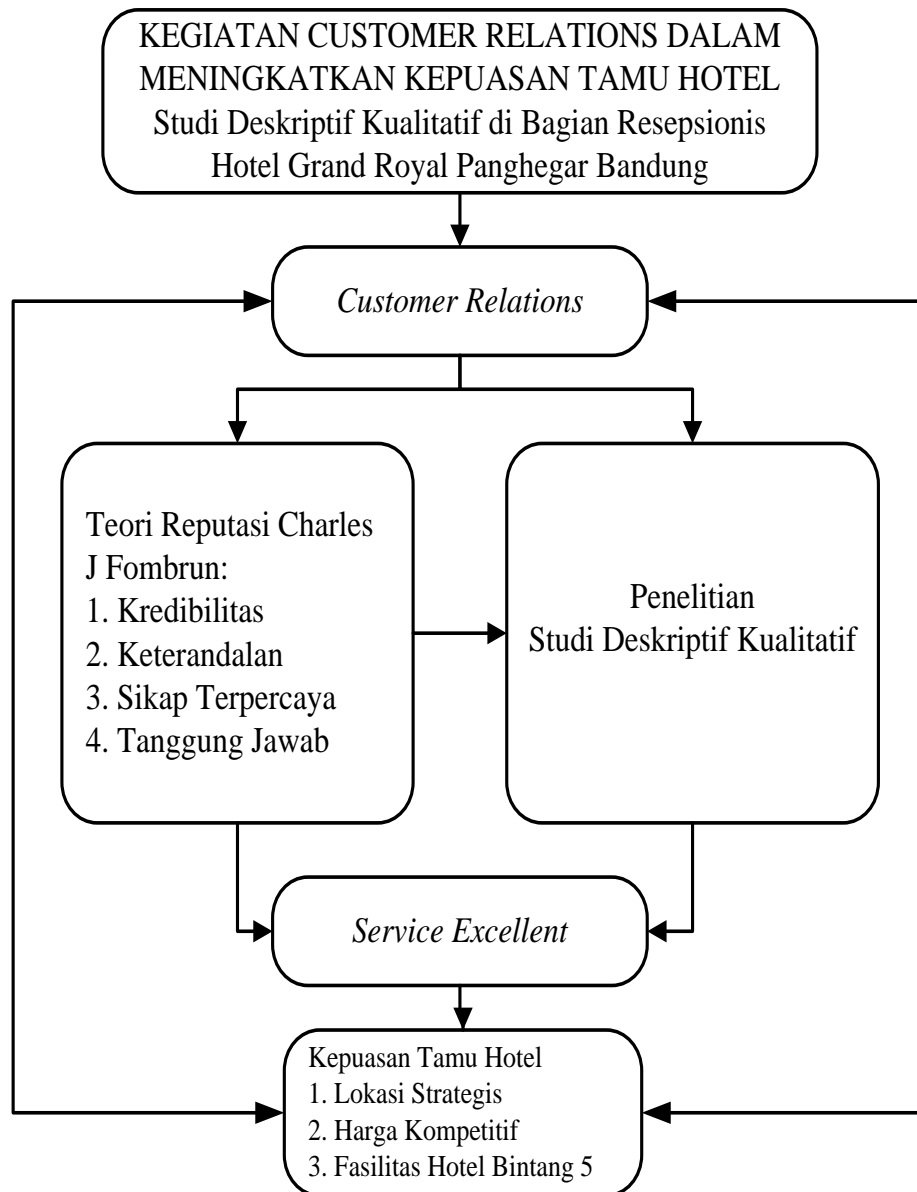 KEGIATAN CUSTOMER RELATIONS DALAM
MENINGKATKAN KEPUASAN TAMU HOTEL
Studi Deskriptif Kualitatif di Bagian Resepsionis
Hotel Grand Royal Panghegar Bandung
Customer Relations
Teori Reputasi Charles
J Fombrun:
1. Kredibilitas
2. Keterandalan
3. Sikap Terpercaya
4. Tanggung Jawab
Penelitian
Studi Deskriptif Kualitatif
Service Excellent
Kepuasan Tamu Hotel
1. Lokasi Strategis
2. Harga Kompetitif
3. Fasilitas Hotel Bintang 5